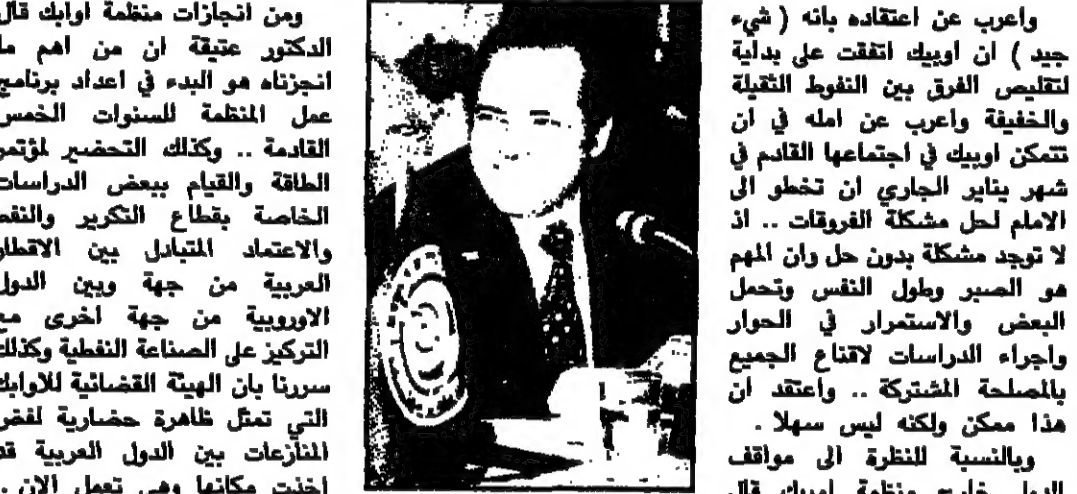 واعرب عن اعتقاده بانه ( شيء
جيد ) ان اوبيك اتفقت على بداية
لتقليص الفرق بين النفوط الثقيلة
والخفيفة واعرب عن امله في ان
تتمكن اوبيك في اجتماعها القادم في
شهر يناير الجاري ان تخطو الى
الامام لحل مشكلة الفروقات .. اذ
لا توجد مشكلة بدون حل وان المهم
هو الصبر وطول النفس وتحمل
البعض والاستمرار في الحوار
واجراء الدراسات لاقناع الجميع
بالمصلحة المشتركة .. واعتقد ان
هذا ممكن ولكنه ليس سهلا .
وبالنسبة للنظرة الى مواقف
الدول خارج منظمة اوبيك قال
ومن انجازات منظمة اوابك قال
الدكتور عتيقة ان من اهم ما
انجزناه هو البدء في اعداد برنامج
عمل المنظمة للسنوات الخمس
القادمة .. وكذلك التحضير لمؤتمر
الطاقة والقيام ببعض الدراسات
الخاصة بقطاع التكرير والنفط
والاعتماد المتبادل بين الاقطار
العربية من جهة وبين الدول
الاوروبية من جهة اخرى مع
التركيز على الصناعة النفطية وكذلك
سررنا بان الهيئة القضائية للاوابك
التي تمثل ظاهرة حضارية لفض
المنازعات بين الدول العربية قد
اخذت مكانها وهي تعمل الان .